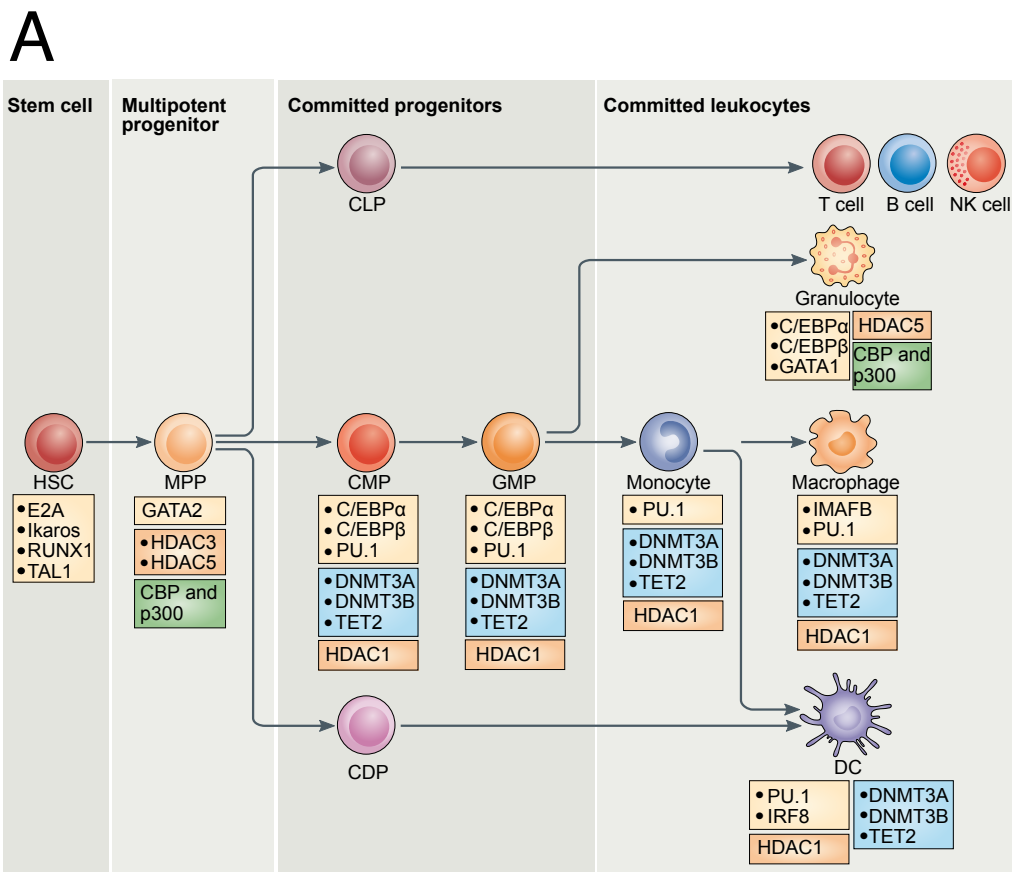 A
Stem cell
Multipotent
progenitor
Committed progenitors
Committed leukocytes
CLP
T cell
B cell
NK cell
Granulocyte
•C/EBPα
•C/EBPβ
•GATA1
HDAC5
CBP and
p300
HSC
•E2A
•Ikaros
•RUNX1
•TAL1
MPP
GATA2
•HDAC3
•HDAC5
CBP and
p300
CMP
• C/EBPα
• C/EBPβ
• PU.1
• DNMT3A
• DNMT3B
• TET2
HDAC1
GMP
• C/EBPα
• C/EBPβ
• PU.1
• DNMT3A
• DNMT3B
• TET2
HDAC1
Monocyte
• PU.1
•DNMT3A
•DNMT3B
•TET2
HDAC1
Macrophage
•IMAFB
•PU.1
•DNMT3A
•DNMT3B
•TET2
HDAC1
CDP
DC
• PU.1
• IRF8
HDAC1
•DNMT3A
•DNMT3B
•TET2